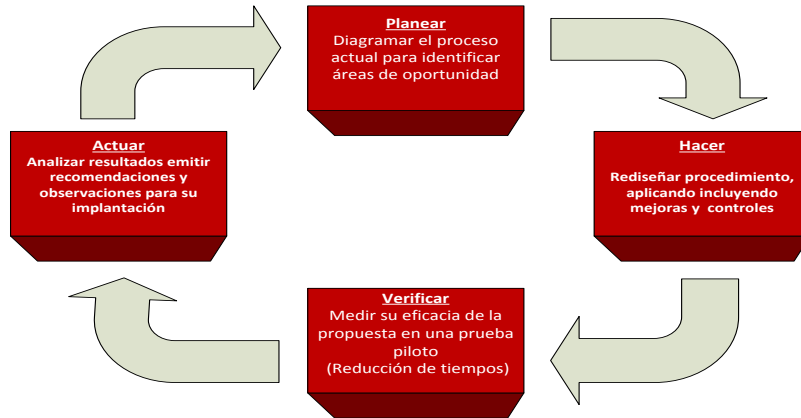 Planear
Diagramar el proceso
actual para identificar
áreas de oportunidad
Actuar
Analizar resultados emitir
recomendaciones y
observaciones para su
implantación
Hacer
Rediseñar procedimiento,
aplicando incluyendo
mejoras y controles
Verificar
Medir su eficacia de la
propuesta en una prueba
piloto
(Reducción de tiempos)